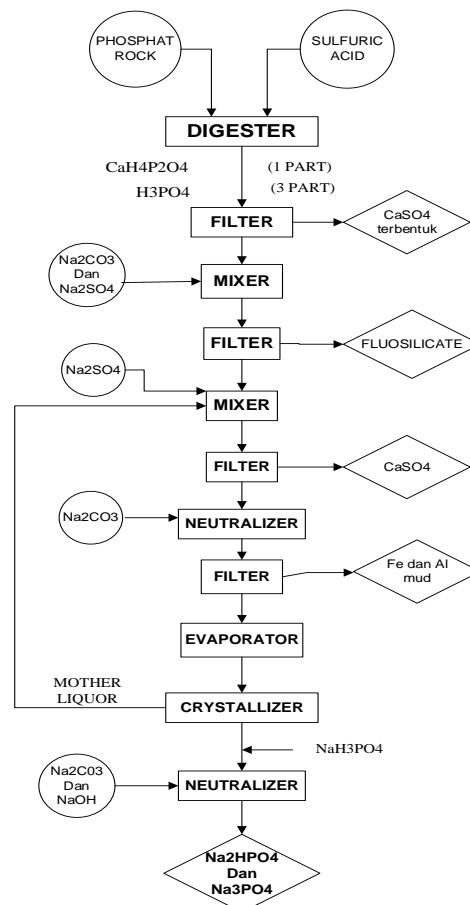 PHOSPHAT
ROCK
SULFURIC
ACID
DIGESTER
CaH4P2O4
(1 PART)
H3PO4
(3 PART)
FILTER
CaSO4
terbentuk
Na2CO3
Dan
Na2SO4
MIXER
FILTER
FLUOSILICATE
Na2SO4
MIXER
FILTER
CaSO4
Na2CO3
NEUTRALIZER
FILTER
Fe dan Al
mud
EVAPORATOR
MOTHER
LIQUOR
CRYSTALLIZER
NaH3PO4
Na2C03
Dan
NaOH
NEUTRALIZER
Na2HPO4
Dan
Na3PO4